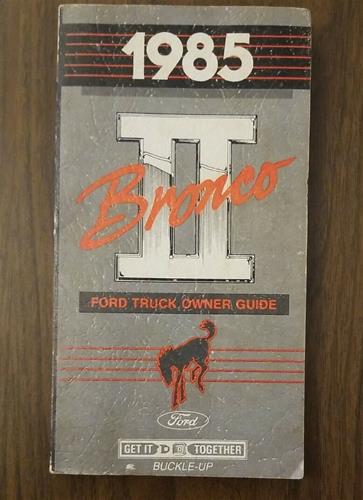 1985
II
Bronco
FORD TRUCK OWNER GUIDE
Ford
GET IT TOGETHER
BUCKLE-UP